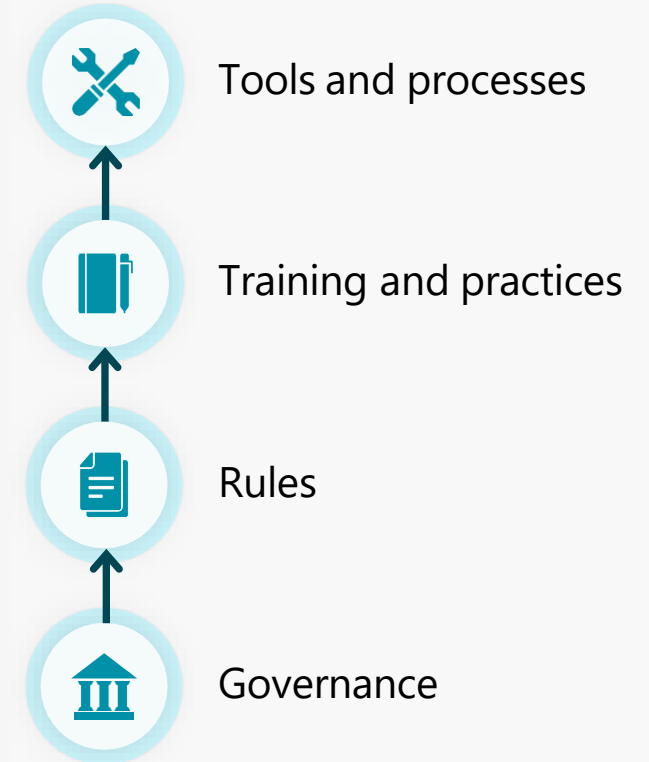 Tools and processes
Training and practices
Rules
Governance